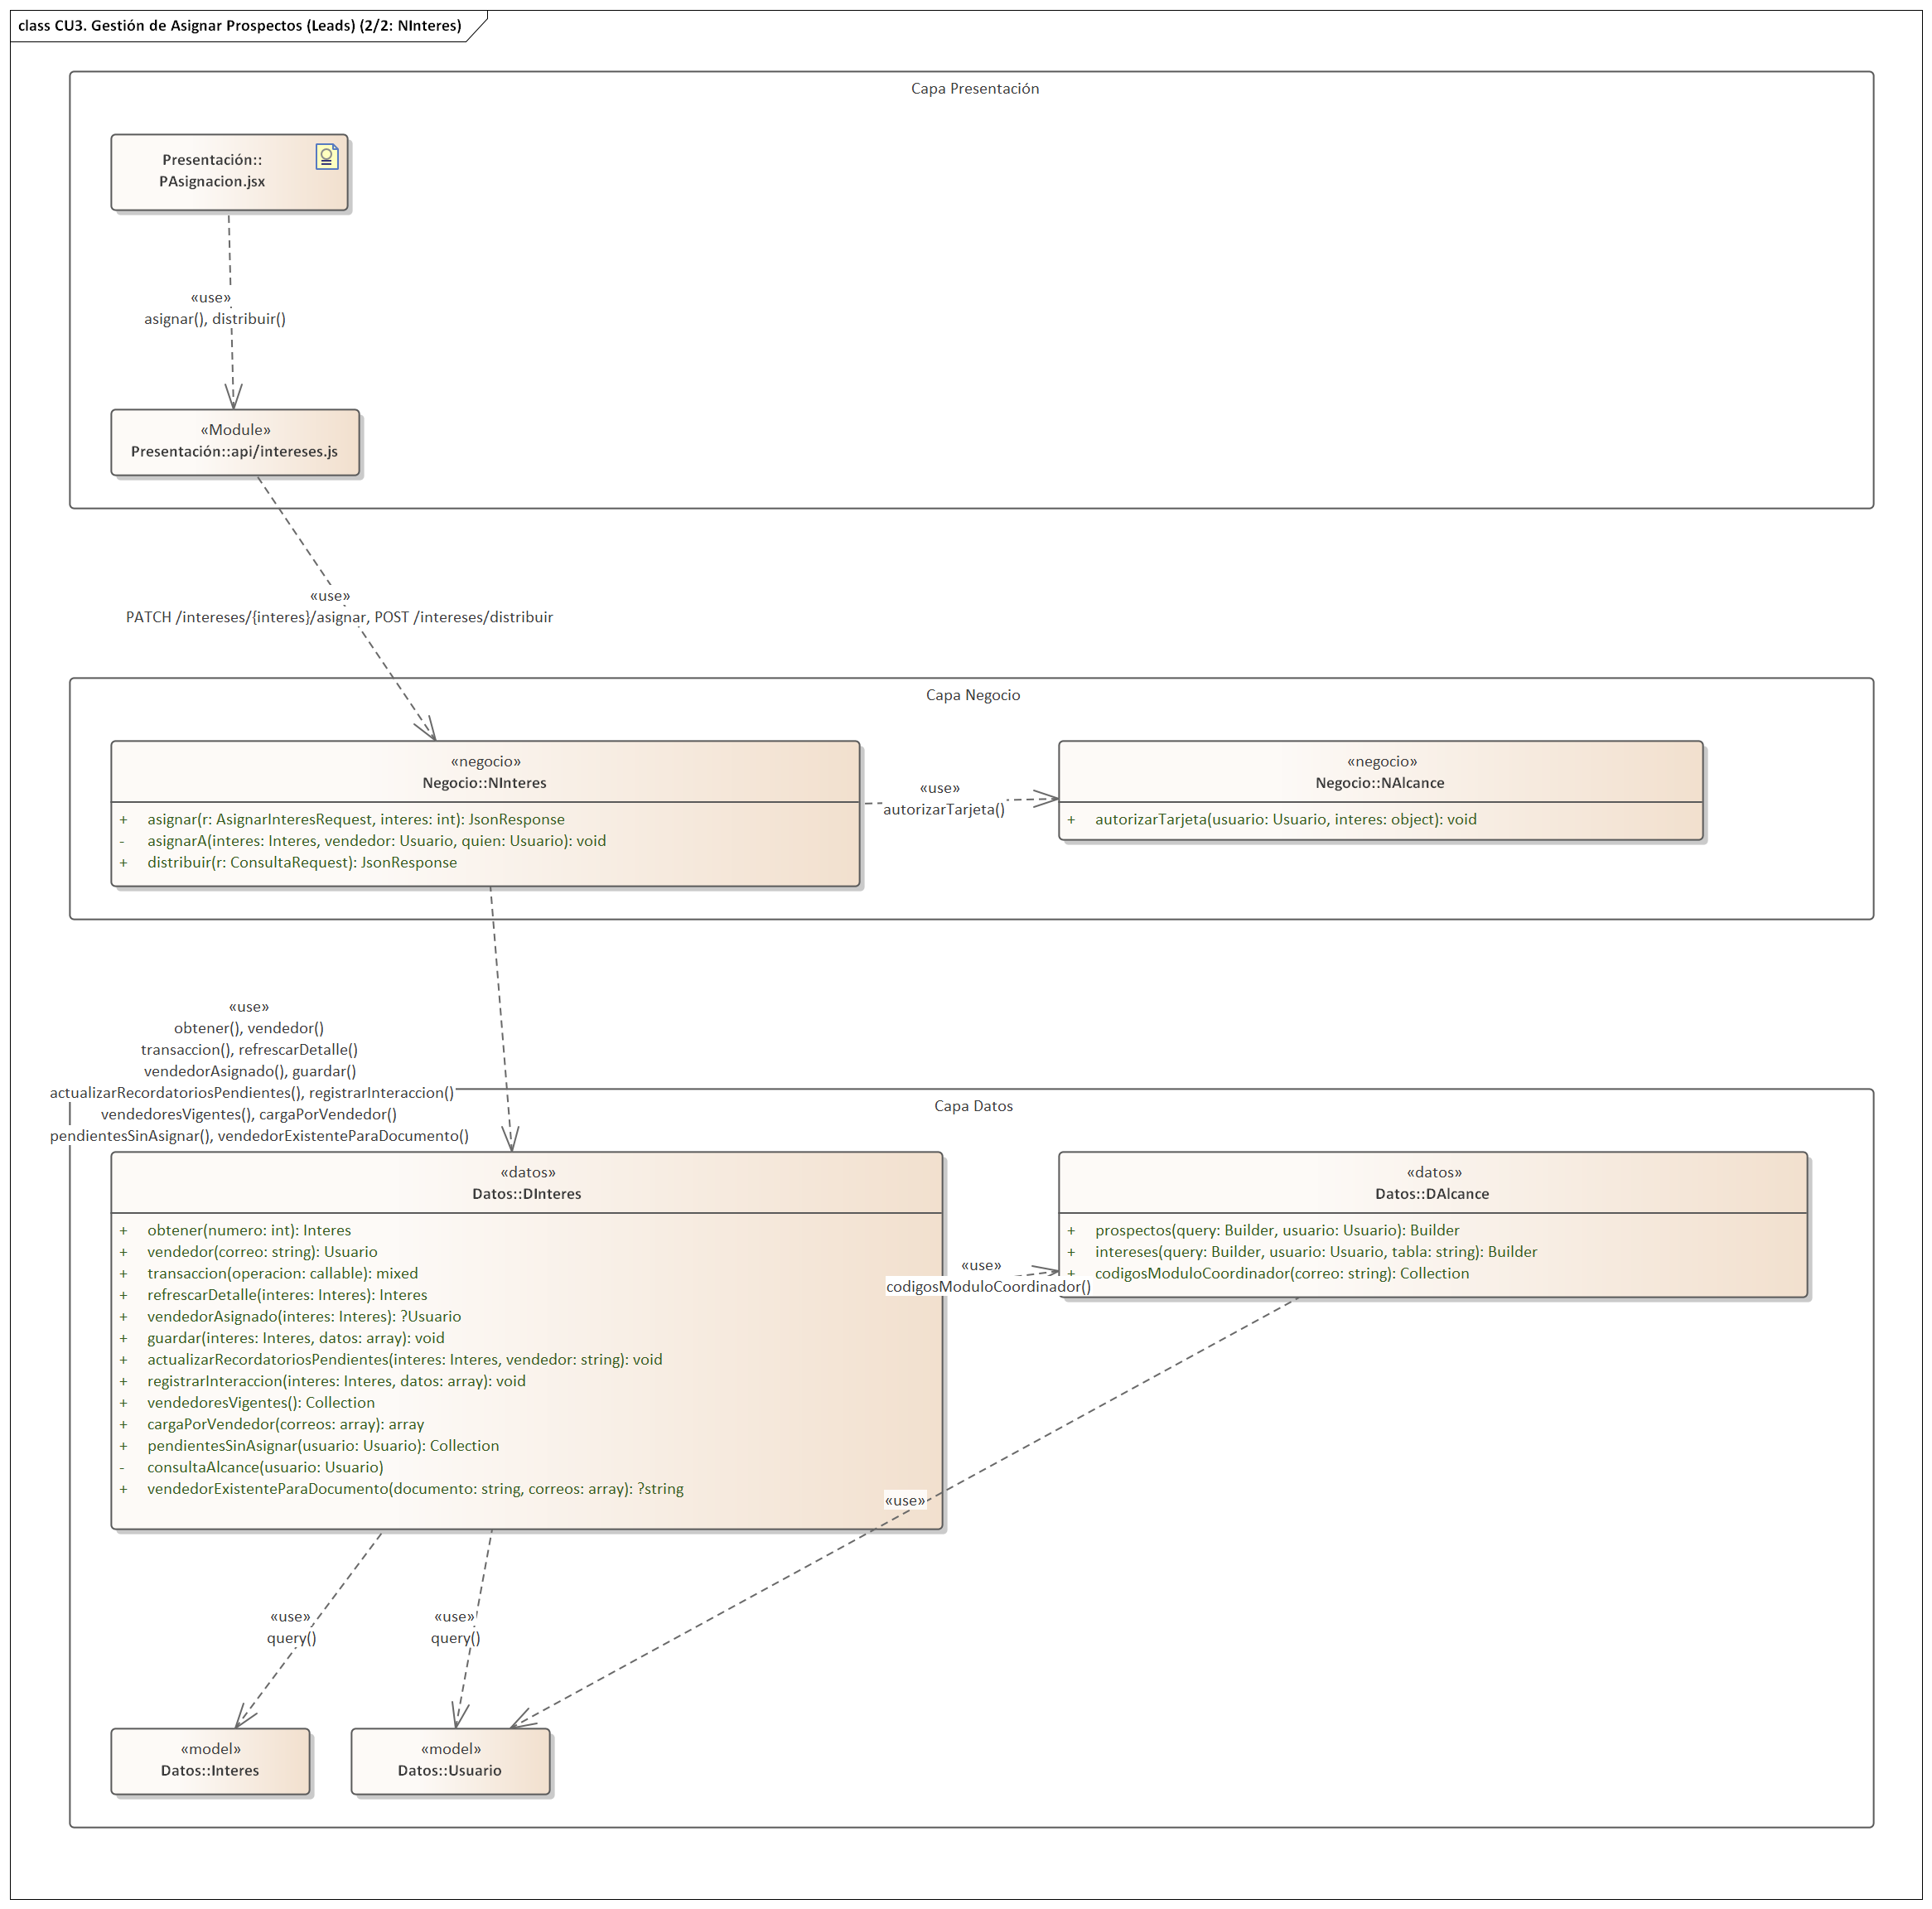 class CU3. Gestión de Asignar Prospectos (Leads) (2/2: NInteres)
Capa Presentación
Presentación::
PAsignacion.jsx
«use»
asignar(), distribuir()
«Module»
Presentación::api/intereses.js
«use»
PATCH /intereses/{interes}/asignar, POST /intereses/distribuir
Capa Negocio
«negocio»
Negocio::NInteres
+ asignar(r: AsignarInteresRequest, interes: int): JsonResponse
- asignarA(interes: Interes, vendedor: Usuario, quien: Usuario): void
+ distribuir(r: ConsultaRequest): JsonResponse
«use»
autorizarTarjeta()
«negocio»
Negocio::NAlcance
+ autorizarTarjeta(usuario: Usuario, interes: object): void
«use»
obtener(), vendedor()
transaccion(), refrescarDetalle()
vendedorAsignado(), guardar()
actualizarRecordatoriosPendientes(), registrarInteraccion()
vendedoresVigentes(), cargaPorVendedor()
pendientesSinAsignar(), vendedorExistenteParaDocumento()
Capa Datos
«datos»
Datos::DInteres
+ obtener(numero: int): Interes
+ vendedor(correo: string): Usuario
+ transaccion(operacion: callable): mixed
+ refrescarDetalle(interes: Interes): Interes
+ vendedorAsignado(interes: Interes): ?Usuario
+ guardar(interes: Interes, datos: array): void
+ actualizarRecordatoriosPendientes(interes: Interes, vendedor: string): void
+ registrarInteraccion(interes: Interes, datos: array): void
+ vendedoresVigentes(): Collection
+ cargaPorVendedor(correos: array): array
+ pendientesSinAsignar(usuario: Usuario): Collection
- consultaAlcance(usuario: Usuario)
+ vendedorExistenteParaDocumento(documento: string, correos: array): ?string
«use»
codigosModuloCoordinador()
«datos»
Datos::DAlcance
+ prospectos(query: Builder, usuario: Usuario): Builder
+ intereses(query: Builder, usuario: Usuario, tabla: string): Builder
+ codigosModuloCoordinador(correo: string): Collection
«use»
«use»
query()
«use»
query()
«model»
Datos::Interes
«model»
Datos::Usuario